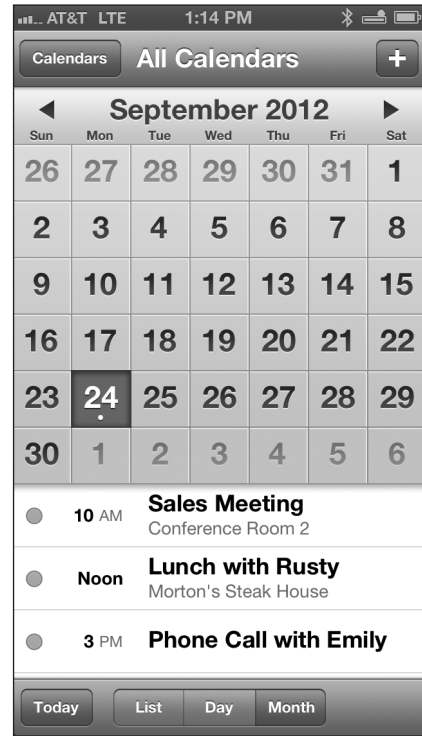 AT&T LTE 1:14 PM
Calendars All Calendars +
September 2012
Sun Mon Tue Wed Thu Fri Sat
26 27 28 29 30 31 1
2 3 4 5 6 7 8
9 10 11 12 13 14 15
16 17 18 19 20 21 22
23 24 25 26 27 28 29
30 1 2 3 4 5 6
10 AM Sales Meeting
Conference Room 2
Noon Lunch with Rusty
Morton's Steak House
3 PM Phone Call with Emily
Today List Day Month